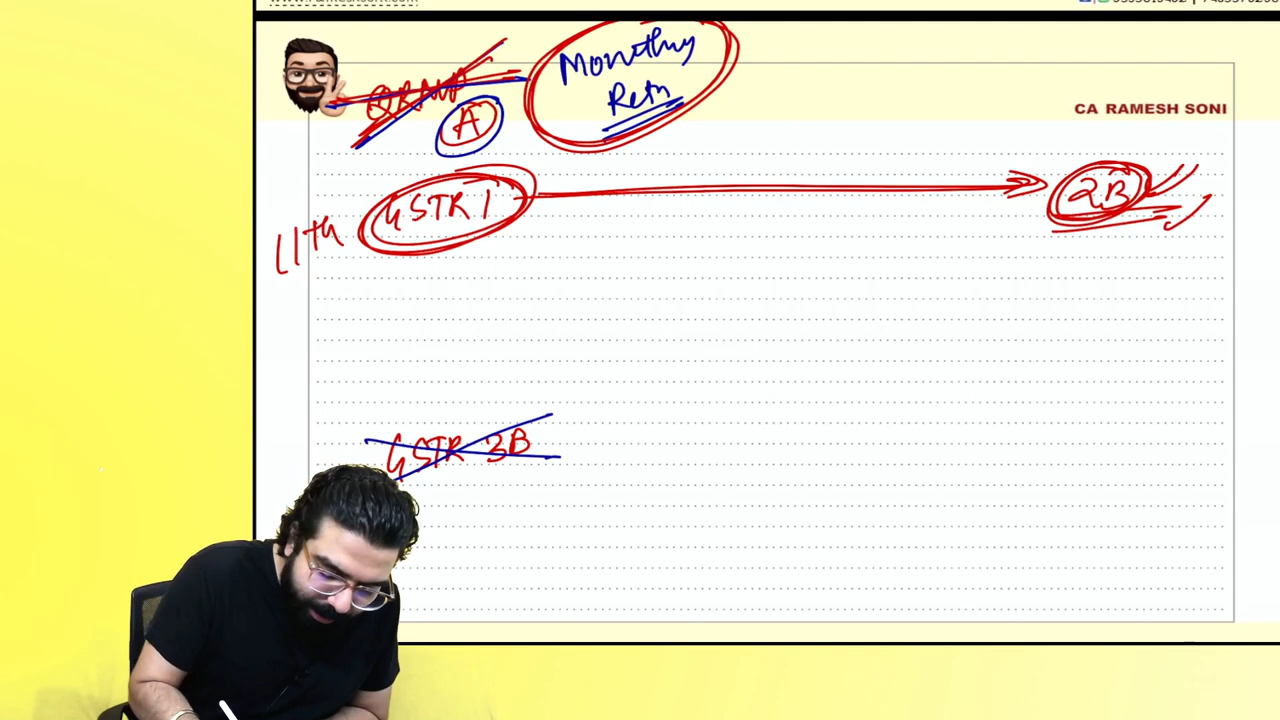 QRMP
Monthly
Retn
A
CA RAMESH SONI
GSTR 1
2B
11th
GSTR 3B